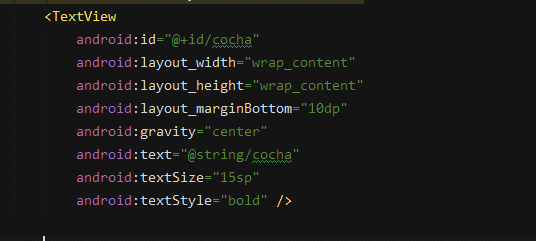 <TextView
android:id="@+id/cocha"
android:layout_width="wrap_content"
android:layout_height="wrap_content"
android:layout_marginBottom="10dp"
android:gravity="center"
android:text="@string/cocha"
android:textSize="15sp"
android:textStyle="bold" />